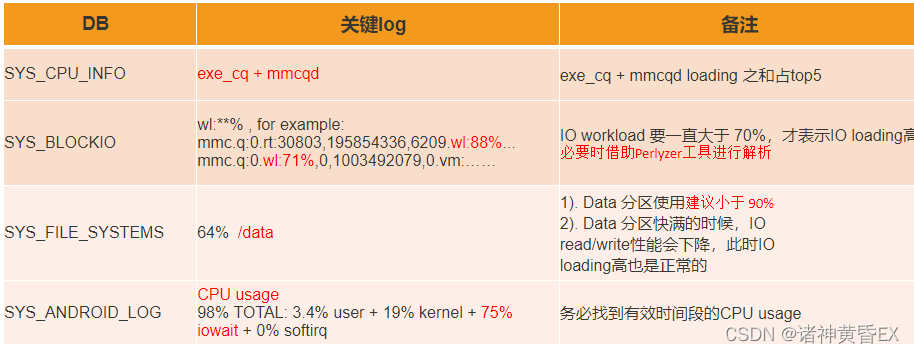 DB
关键log
备注
SYS_CPU_INFO
exe_cq + mmcqd
exe_cq + mmcqd loading 之和占top5
SYS_BLOCKIO
wl:**% , for example:
mmc.q:0.rt:30803,195854336,6209.wl:88%...
mmc.q:0.wl:71%,0,1003492079,0.vm:……
IO workload 要一直大于 70%，才表示IO loading高
必要时借助Perlyzer工具进行解析
SYS_FILE_SYSTEMS
64% /data
1). Data 分区使用建议小于 90%
2). Data 分区快满的时候，IO
read/write性能会下降，此时IO
loading高也是正常的
SYS_ANDROID_LOG
CPU usage
98% TOTAL: 3.4% user + 19% kernel + 75%
iowait + 0% softirq
务必找到有效时间段的CPU usage
CSDN @诸神黄昏EX